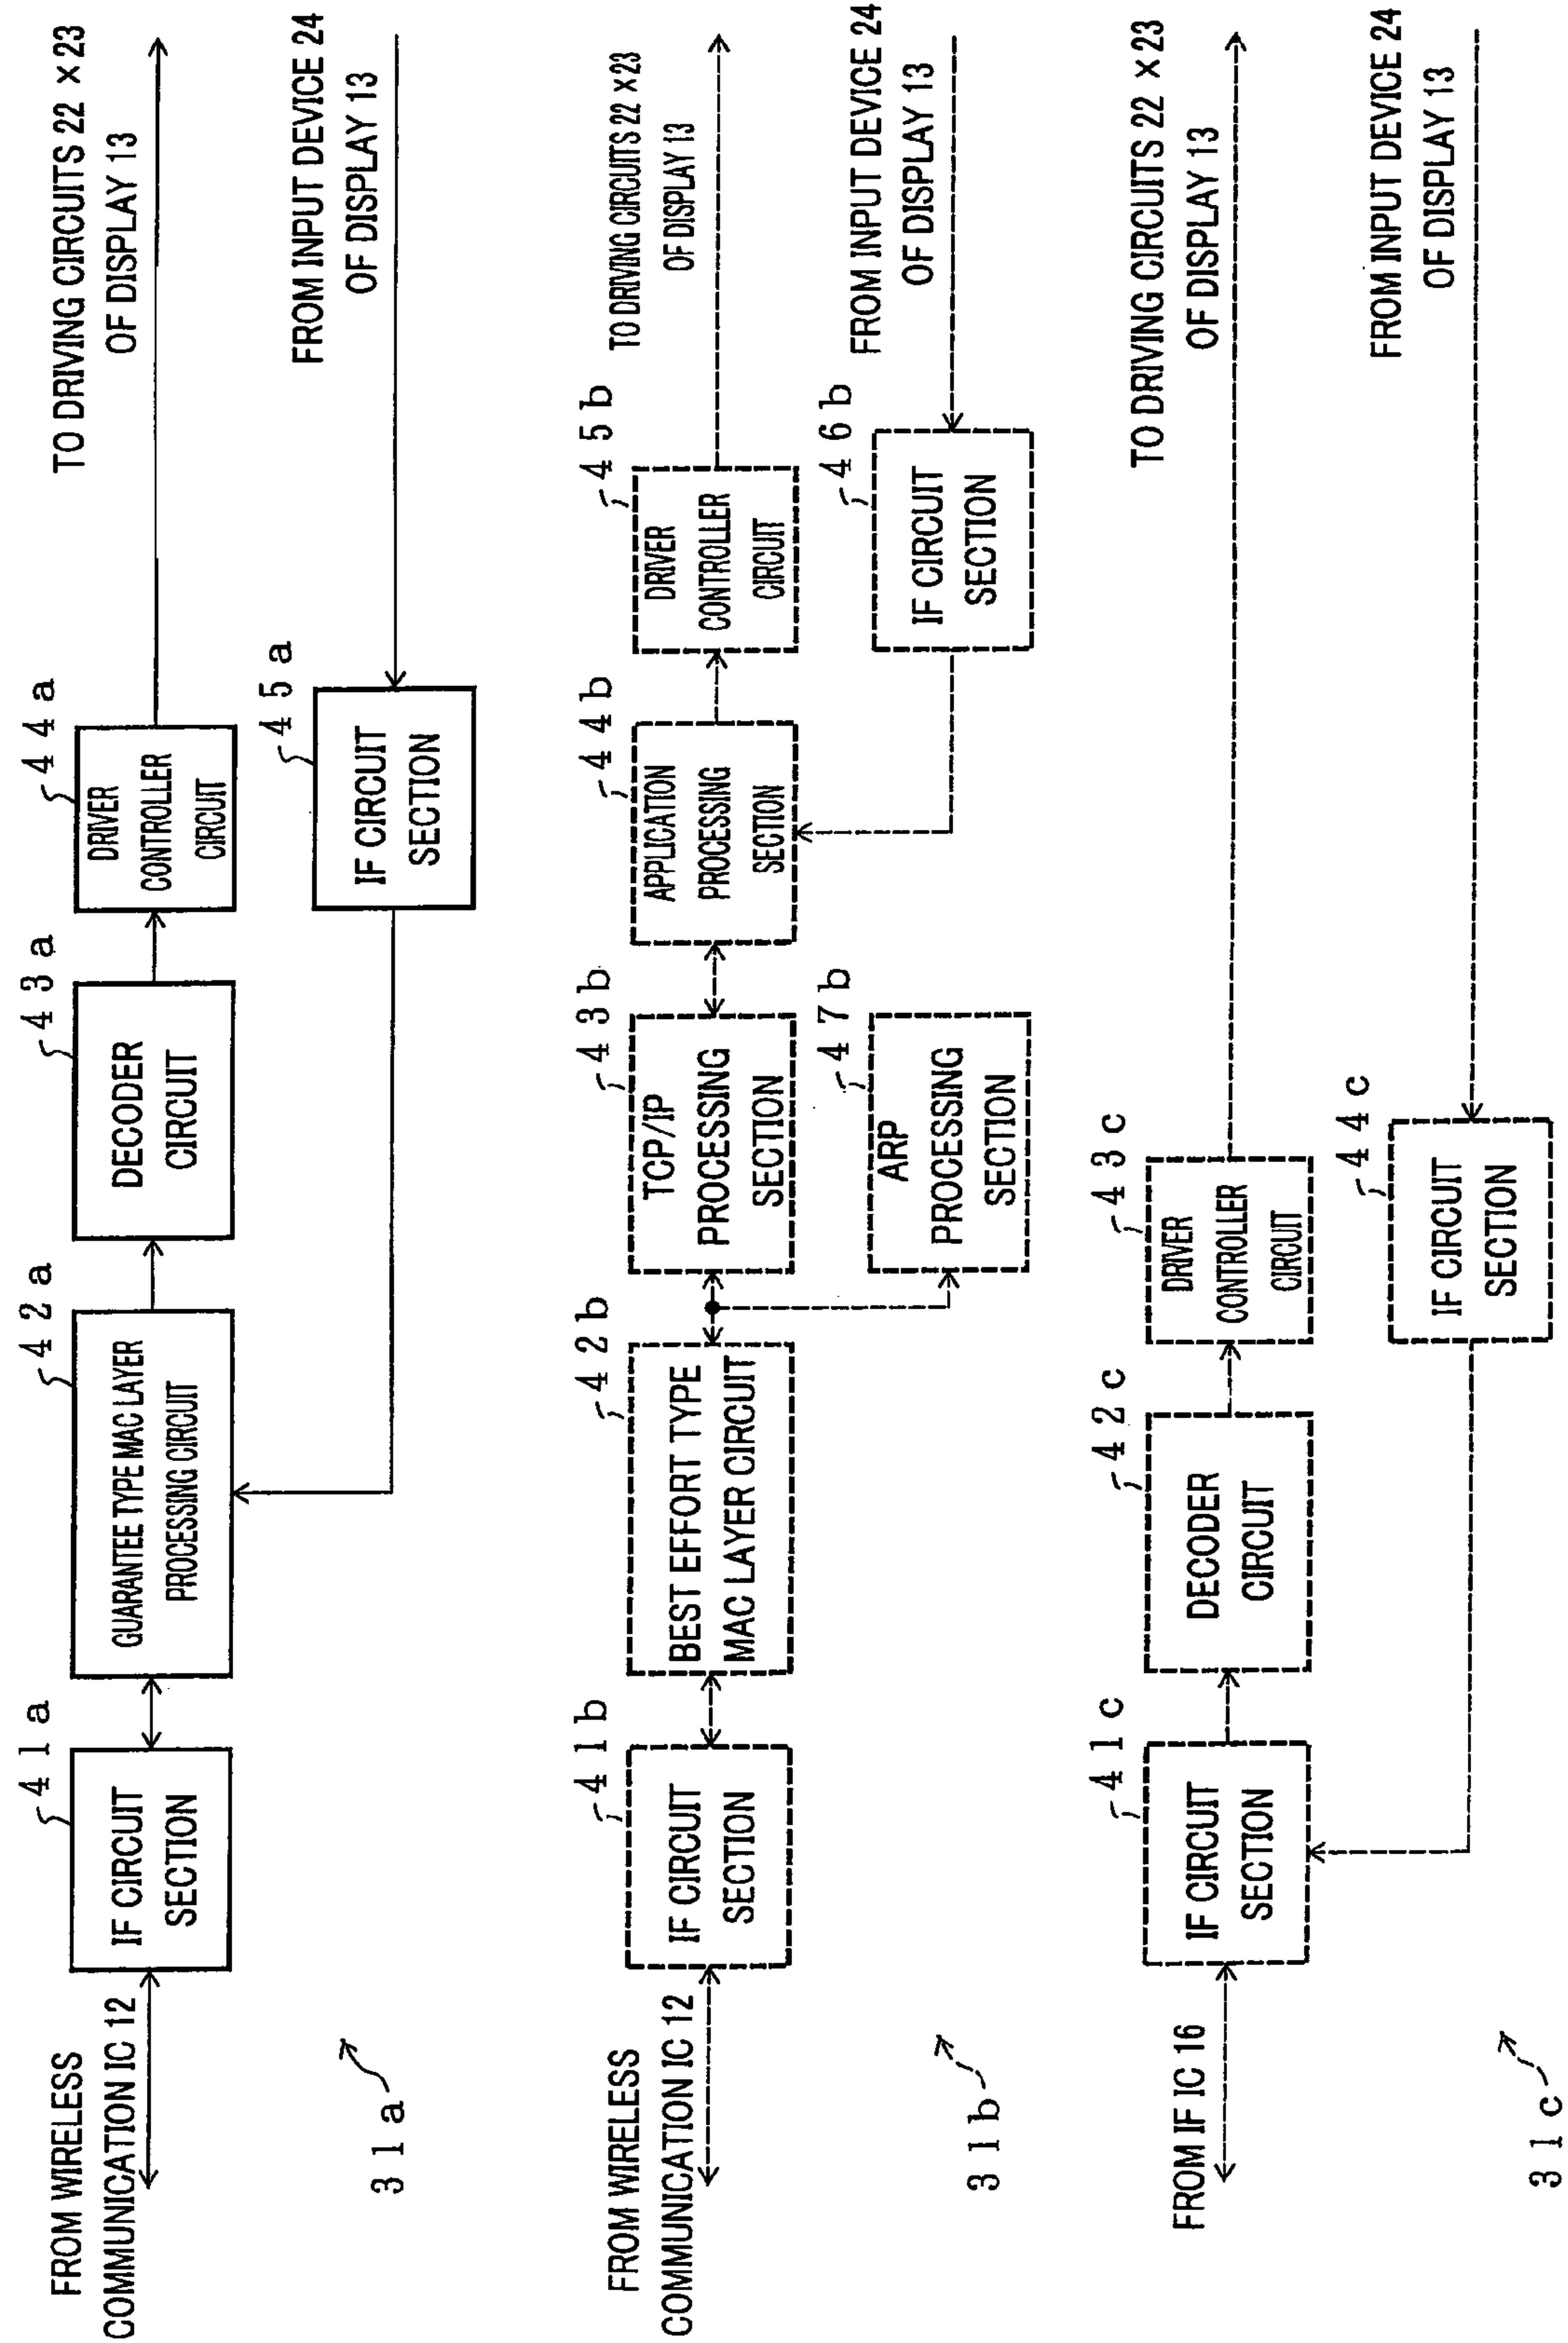 FROM WIRELESS
COMMUNICATION IC 12
41a
IF CIRCUIT
SECTION
42a
GUARANTEE TYPE MAC LAYER
PROCESSING CIRCUIT
43a
DECODER
CIRCUIT
44a
DRIVER
CONTROLLER
CIRCUIT
TO DRIVING CIRCUITS 22 ×23
OF DISPLAY 13
45a
IF CIRCUIT
SECTION
FROM INPUT DEVICE 24
OF DISPLAY 13
31a
FROM WIRELESS
COMMUNICATION IC 12
41b
IF CIRCUIT
SECTION
42b
BEST EFFORT TYPE
MAC LAYER CIRCUIT
43b
TCP/IP
PROCESSING
SECTION
44b
APPLICATION
PROCESSING
SECTION
45b
DRIVER
CONTROLLER
CIRCUIT
TO DRIVING CIRCUITS 22 ×23
OF DISPLAY 13
47b
ARP
PROCESSING
SECTION
46b
IF CIRCUIT
SECTION
FROM INPUT DEVICE 24
OF DISPLAY 13
31b
FROM IF IC 16
41c
IF CIRCUIT
SECTION
42c
DECODER
CIRCUIT
43c
DRIVER
CONTROLLER
CIRCUIT
TO DRIVING CIRCUITS 22 ×23
OF DISPLAY 13
44c
IF CIRCUIT
SECTION
FROM INPUT DEVICE 24
OF DISPLAY 13
31c